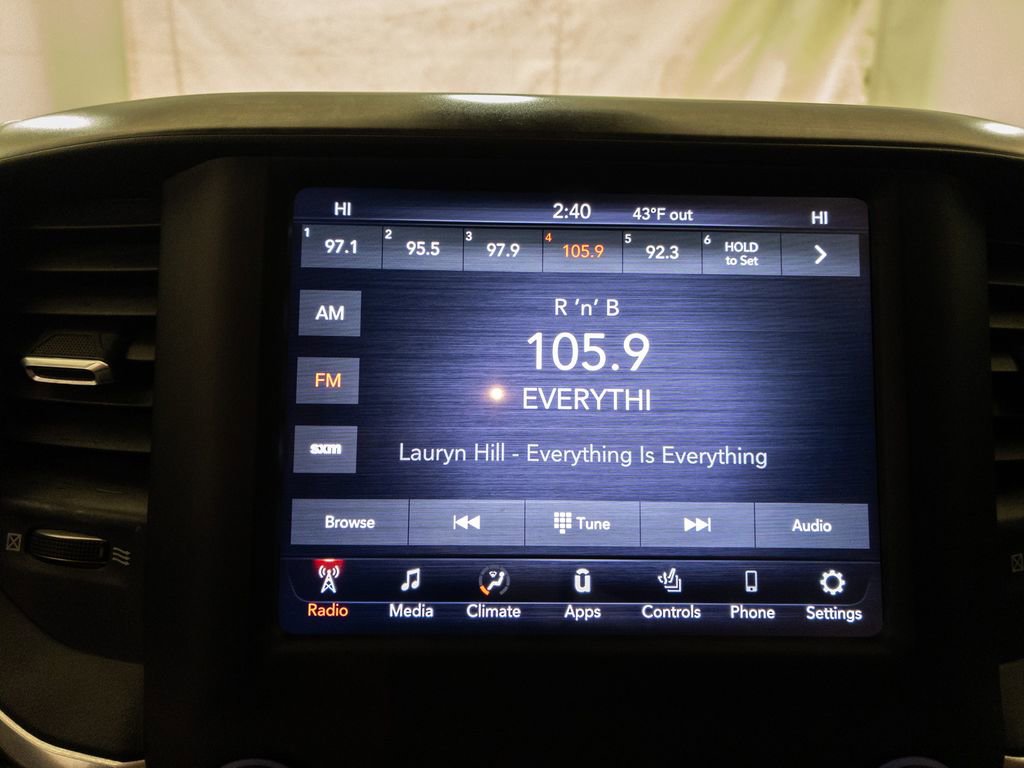 HI 2:40 43°F out HI
1 97.1 2 95.5 3 97.9 4 105.9 5 92.3 6 HOLD to Set
AM
R 'n' B
105.9
FM
EVERYTHI
sxm
Lauryn Hill - Everything Is Everything
Browse Tune Audio
Radio Media Climate Apps Controls Phone Settings